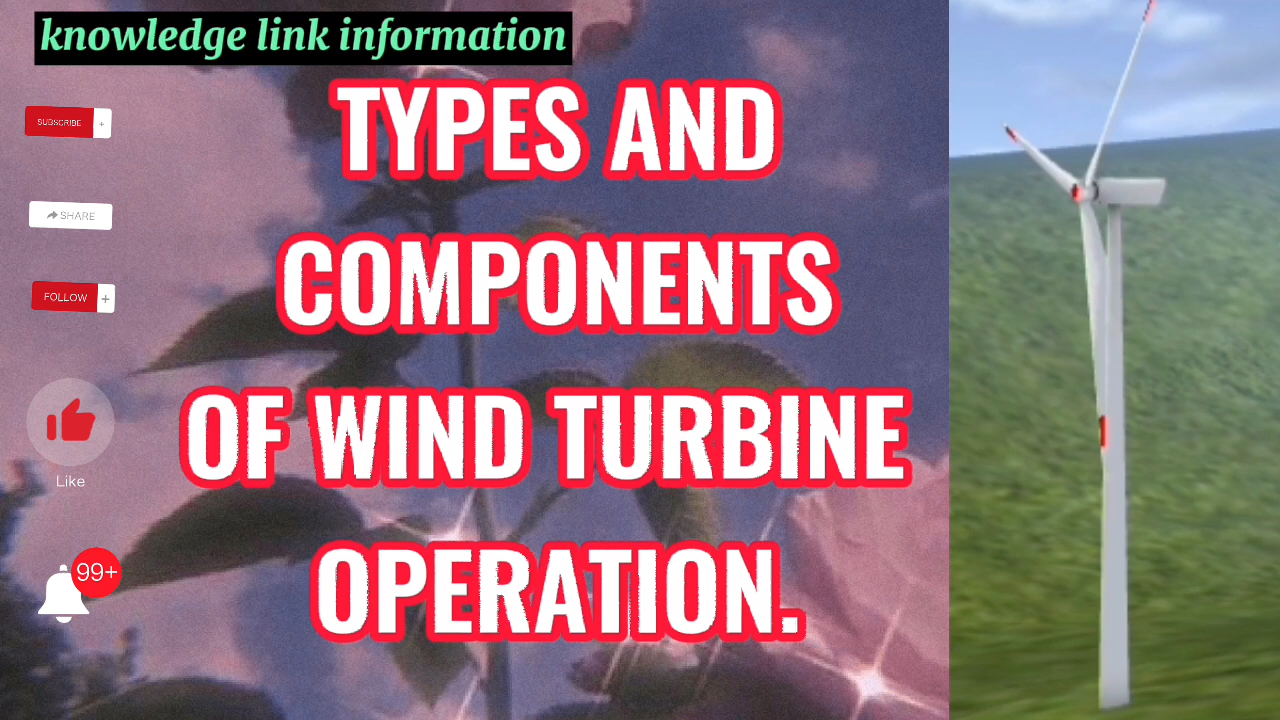 knowledge link information
TYPES AND
COMPONENTS
OF WIND TURBINE
OPERATION.
SUBSCRIBE +
SHARE
FOLLOW +
Like
99+